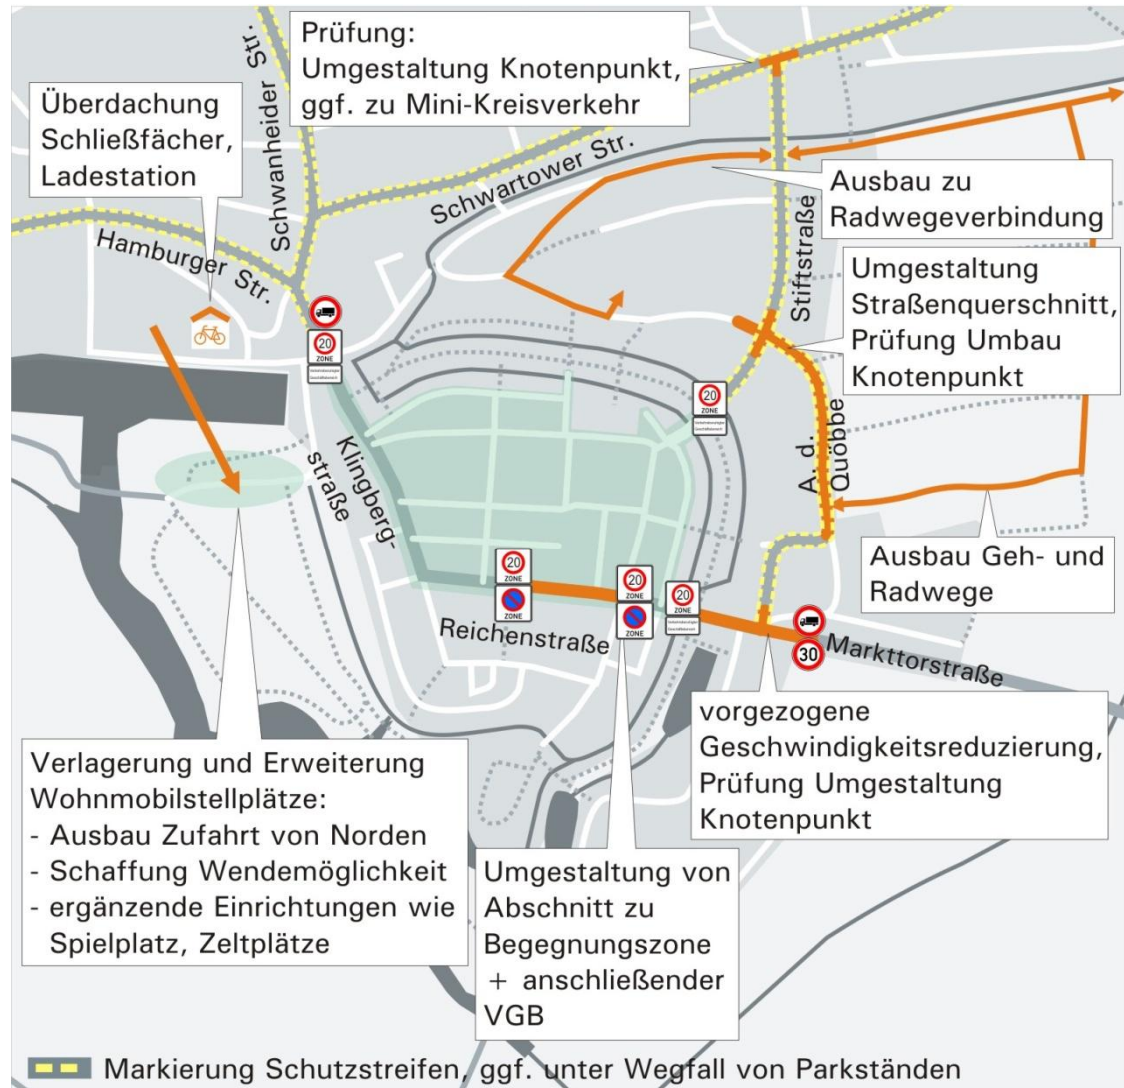 Prüfung:
Umgestaltung Knotenpunkt,
ggf. zu Mini-Kreisverkehr
Überdachung
Schließfächer,
Ladestation
Schwanheider Str.
Schwartower Str.
Hamburger Str.
Ausbau zu
Radwegeverbindung
Stiftstraße
Umgestaltung
Straßenquerschnitt,
Prüfung Umbau
Knotenpunkt
20
ZONE
20
ZONE
Klingberg-
straße
A. d.
Quöbbe
Ausbau Geh- und
Radwege
20
ZONE
ZONE
20
ZONE
ZONE
20
ZONE
Reichenstraße
30
Markttorstraße
vorgezogene
Geschwindigkeitsreduzierung,
Prüfung Umgestaltung
Knotenpunkt
Verlagerung und Erweiterung
Wohnmobilstellplätze:
- Ausbau Zufahrt von Norden
- Schaffung Wendemöglichkeit
- ergänzende Einrichtungen wie
Spielplatz, Zeltplätze
Umgestaltung von
Abschnitt zu
Begegnungszone
+ anschließender
VGB
Markierung Schutzstreifen, ggf. unter Wegfall von Parkständen